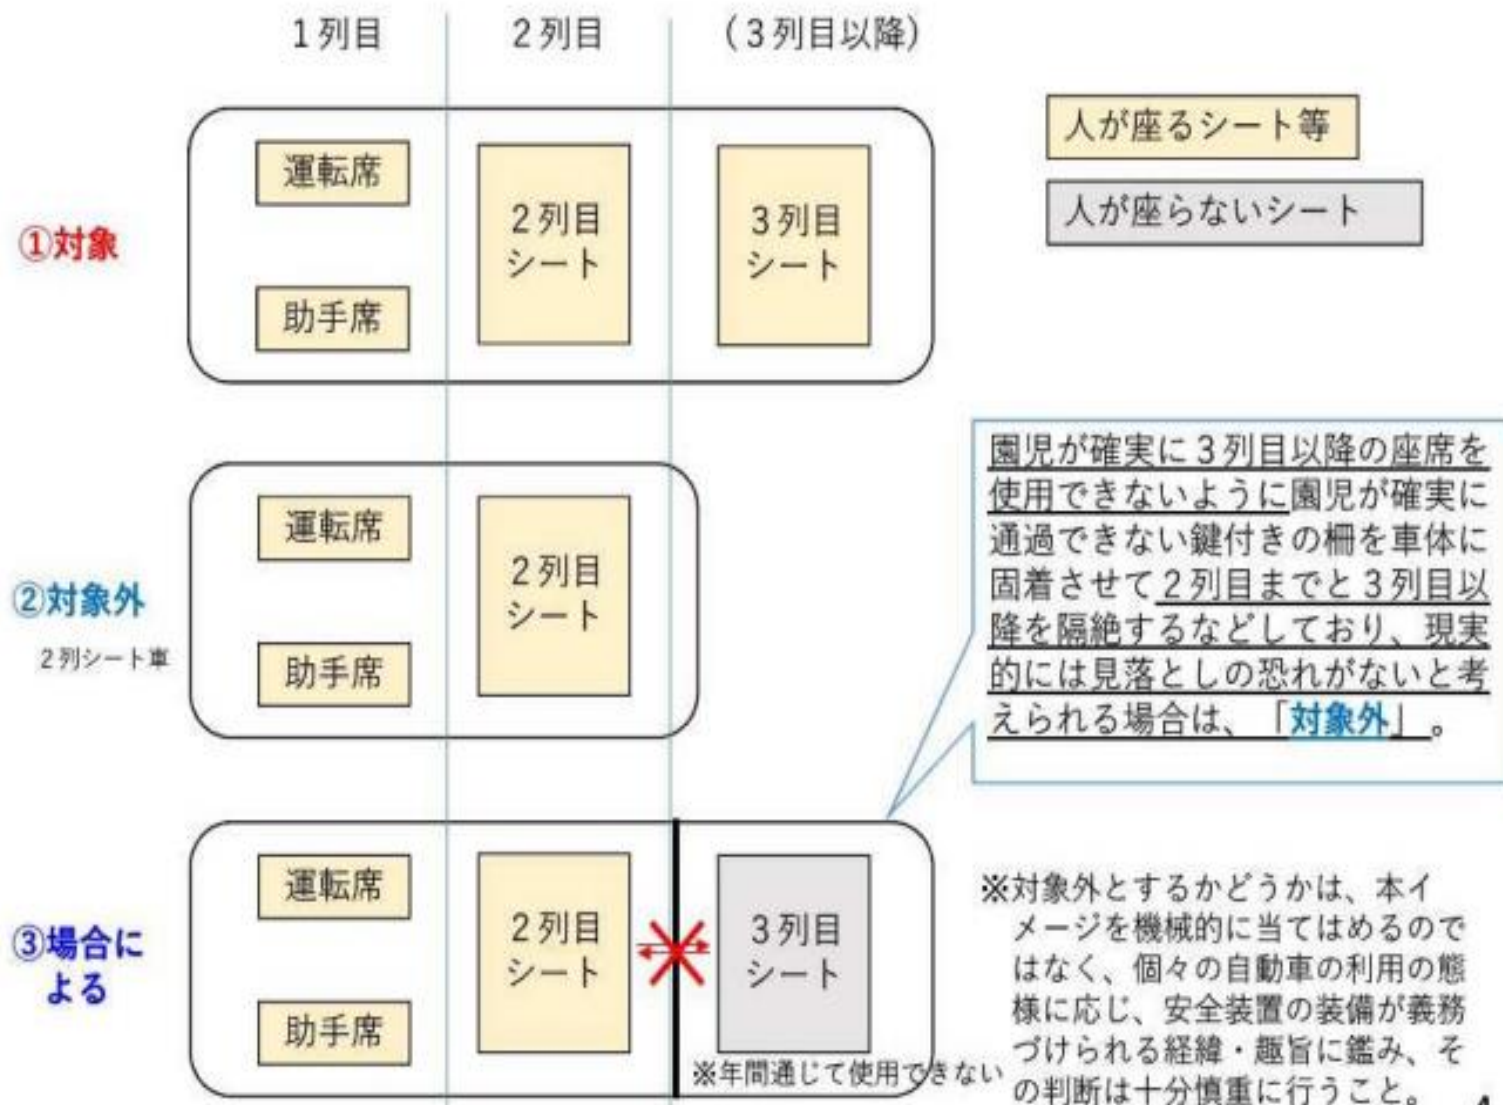 1列目
2列目
(3列目以降)
人が座るシート等
人が座らないシート
①対象
運転席
助手席
2列目
シート
3列目
シート
②対象外
2列シート車
運転席
助手席
2列目
シート
園児が確実に3列目以降の座席を
使用できないように園児が確実に
通過できない鍵付きの柵を車体に
固着させて2列目までと3列目以
降を隔絶するなどしており、現実
的には見落としの恐れがないと考
えられる場合は、「対象外」。
③場合に
よる
運転席
助手席
2列目
シート
3列目
シート
※年間通じて使用できない
※対象外とするかどうかは、本イ
メージを機械的に当てはめるので
はなく、個々の自動車の利用の態
様に応じ、安全装置の装備が義務
づけられる経緯・趣旨に鑑み、そ
の判断は十分慎重に行うこと。